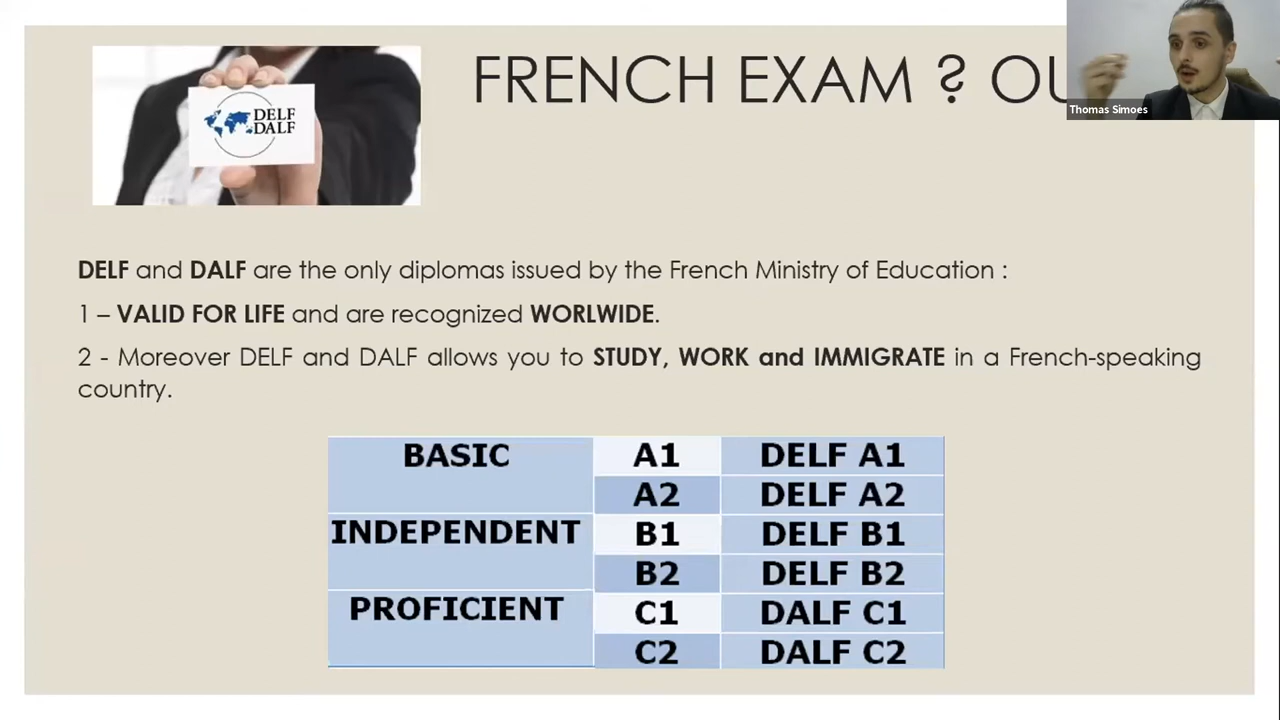 FRENCH EXAM ? OU
Thomas Simoes
DELF
DALF
DELF and DALF are the only diplomas issued by the French Ministry of Education :
1 – VALID FOR LIFE and are recognized WORLWIDE.
2 - Moreover DELF and DALF allows you to STUDY, WORK and IMMIGRATE in a French-speaking
country.
BASIC A1 DELF A1
A2 DELF A2
INDEPENDENT B1 DELF B1
B2 DELF B2
PROFICIENT C1 DALF C1
C2 DALF C2